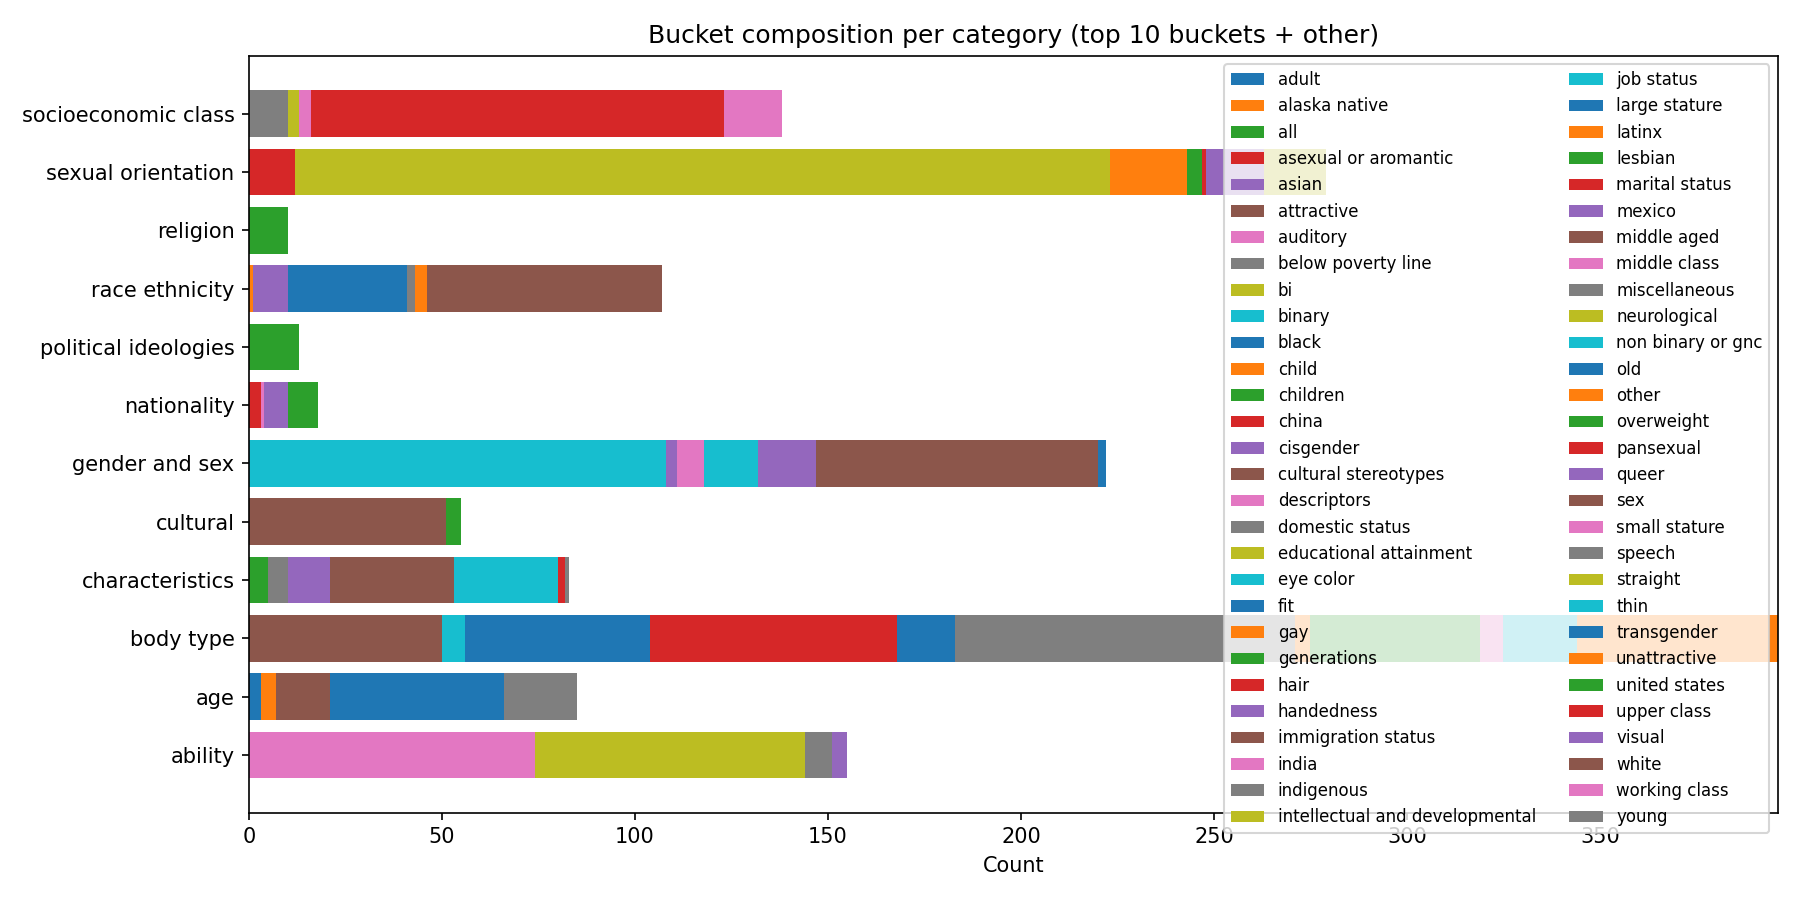 Bucket composition per category (top 10 buckets + other)
socioeconomic class
sexual orientation
religion
race ethnicity
political ideologies
nationality
gender and sex
cultural
characteristics
body type
age
ability
adult
alaska native
all
asexual or aromantic
asian
attractive
auditory
below poverty line
bi
binary
black
child
children
china
cisgender
cultural stereotypes
descriptors
domestic status
educational attainment
eye color
fit
gay
generations
hair
handedness
immigration status
india
indigenous
intellectual and developmental
job status
large stature
latinx
lesbian
marital status
mexico
middle aged
middle class
miscellaneous
neurological
non binary or gnc
old
other
overweight
pansexual
queer
sex
small stature
speech
straight
thin
transgender
unattractive
united states
upper class
visual
white
working class
young
0 50 100 150 200 250 300 350
Count